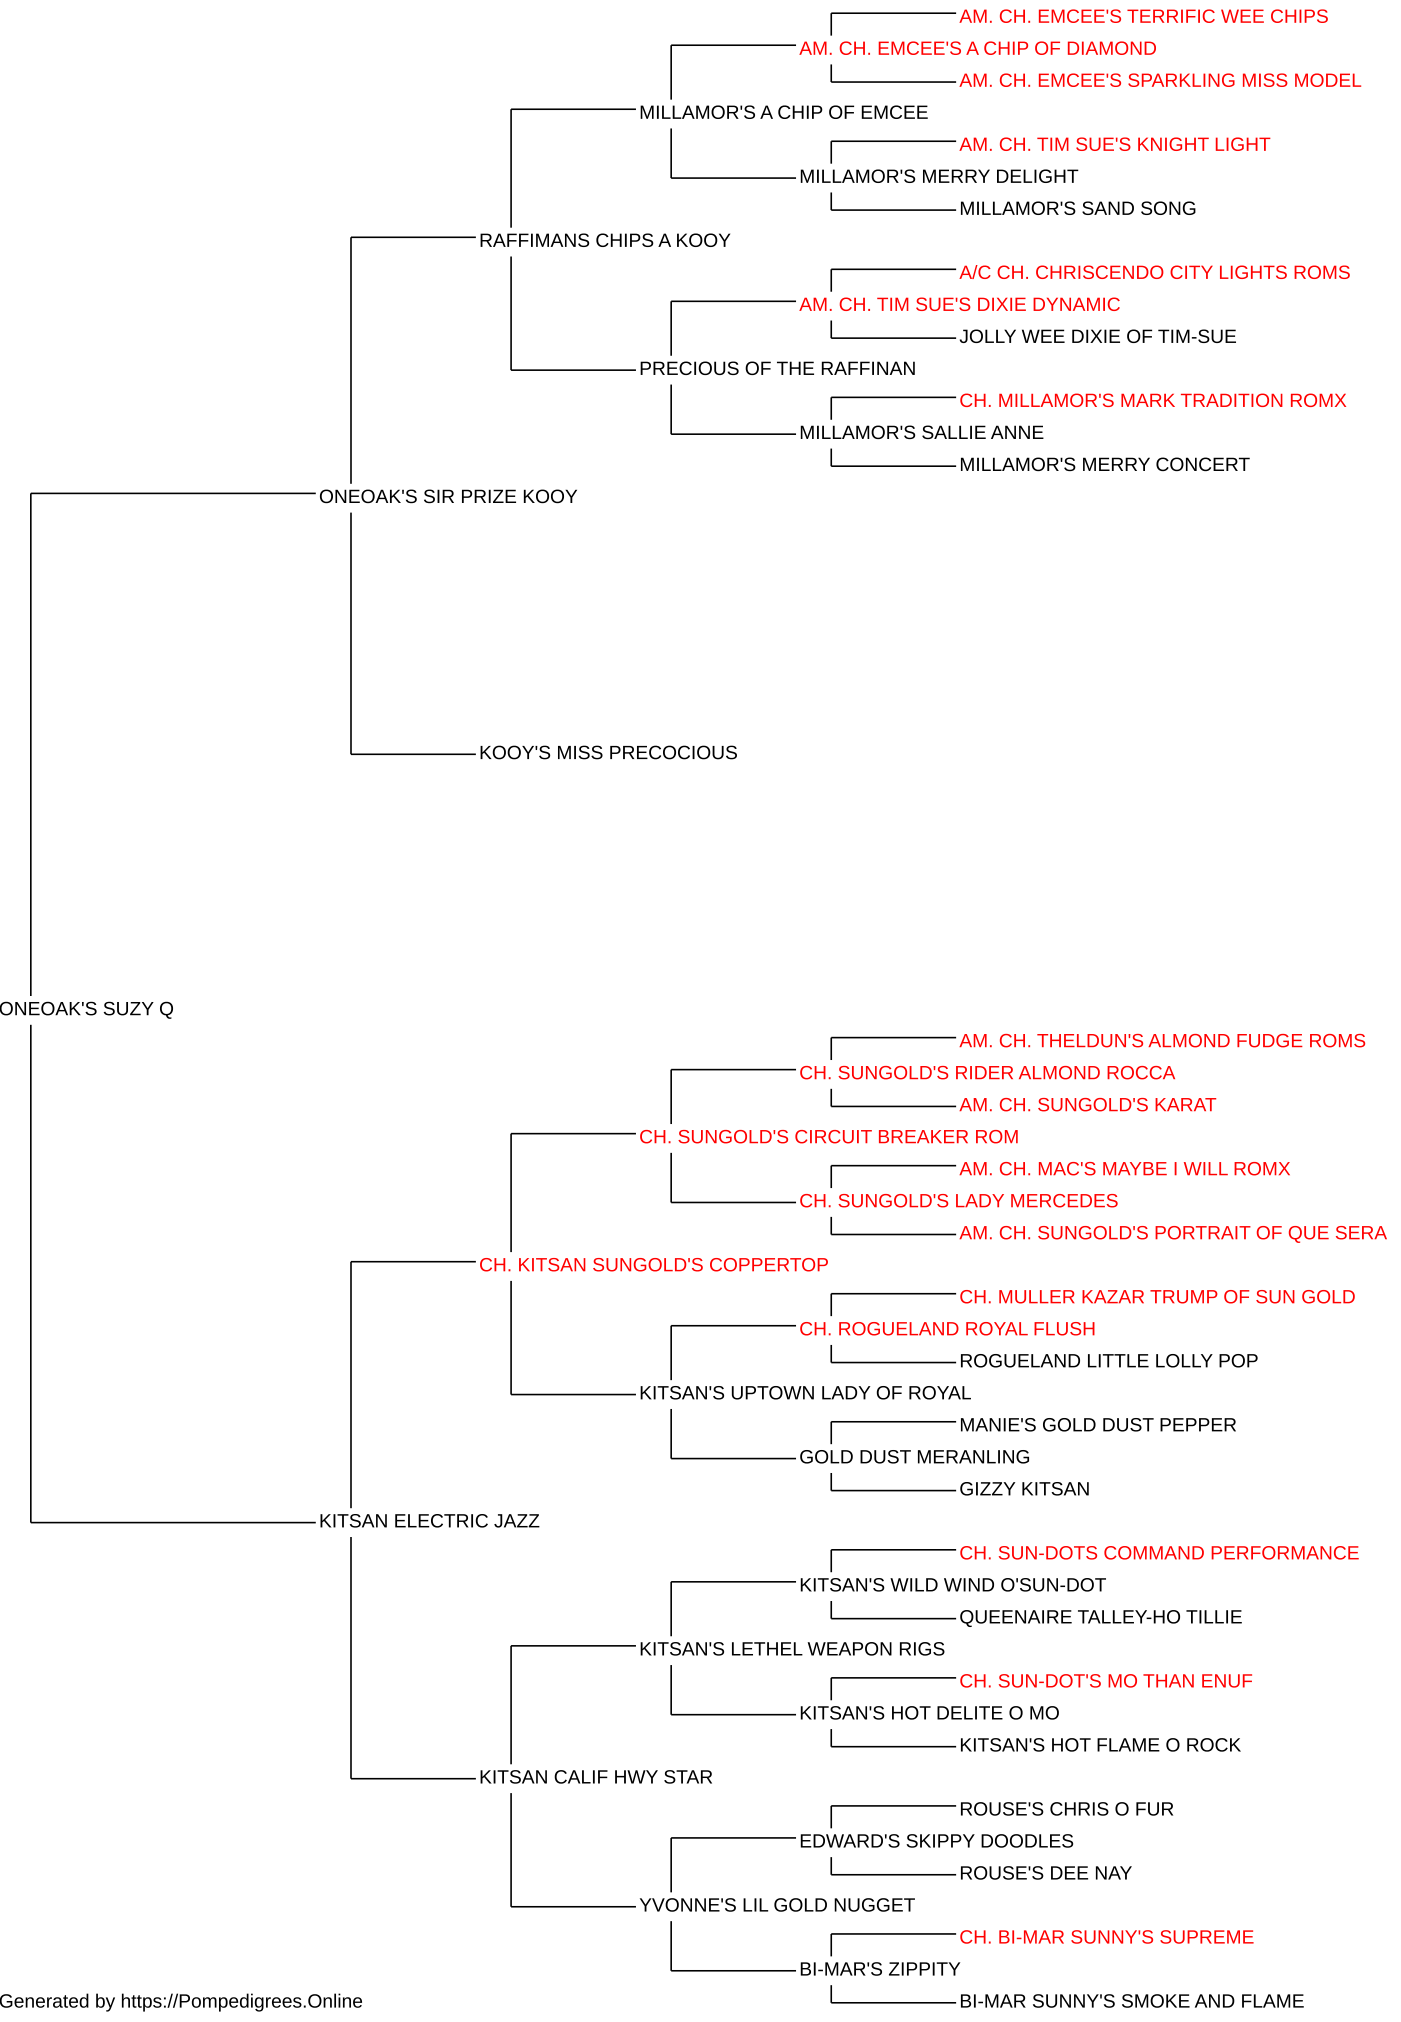 AM. CH. EMCEE'S TERRIFIC WEE CHIPS
AM. CH. EMCEE'S A CHIP OF DIAMOND
AM. CH. EMCEE'S SPARKLING MISS MODEL
MILLAMOR'S A CHIP OF EMCEE
AM. CH. TIM SUE'S KNIGHT LIGHT
MILLAMOR'S MERRY DELIGHT
MILLAMOR'S SAND SONG
RAFFIMANS CHIPS A KOOY
A/C CH. CHRISCENDO CITY LIGHTS ROMS
AM. CH. TIM SUE'S DIXIE DYNAMIC
JOLLY WEE DIXIE OF TIM-SUE
PRECIOUS OF THE RAFFINAN
CH. MILLAMOR'S MARK TRADITION ROMX
MILLAMOR'S SALLIE ANNE
MILLAMOR'S MERRY CONCERT
ONEOAK'S SIR PRIZE KOOY
KOOY'S MISS PRECOCIOUS
ONEOAK'S SUZY Q
AM. CH. THELDUN'S ALMOND FUDGE ROMS
CH. SUNGOLD'S RIDER ALMOND ROCCA
AM. CH. SUNGOLD'S KARAT
CH. SUNGOLD'S CIRCUIT BREAKER ROM
AM. CH. MAC'S MAYBE I WILL ROMX
CH. SUNGOLD'S LADY MERCEDES
AM. CH. SUNGOLD'S PORTRAIT OF QUE SERA
CH. KITSAN SUNGOLD'S COPPERTOP
CH. MULLER KAZAR TRUMP OF SUN GOLD
CH. ROGUELAND ROYAL FLUSH
ROGUELAND LITTLE LOLLY POP
KITSAN'S UPTOWN LADY OF ROYAL
MANIE'S GOLD DUST PEPPER
GOLD DUST MERANLING
GIZZY KITSAN
KITSAN ELECTRIC JAZZ
CH. SUN-DOTS COMMAND PERFORMANCE
KITSAN'S WILD WIND O'SUN-DOT
QUEENAIRE TALLEY-HO TILLIE
KITSAN'S LETHEL WEAPON RIGS
CH. SUN-DOT'S MO THAN ENUF
KITSAN'S HOT DELITE O MO
KITSAN'S HOT FLAME O ROCK
KITSAN CALIF HWY STAR
ROUSE'S CHRIS O FUR
EDWARD'S SKIPPY DOODLES
ROUSE'S DEE NAY
YVONNE'S LIL GOLD NUGGET
CH. BI-MAR SUNNY'S SUPREME
BI-MAR'S ZIPPITY
BI-MAR SUNNY'S SMOKE AND FLAME
Generated by https://Pompedigrees.Online